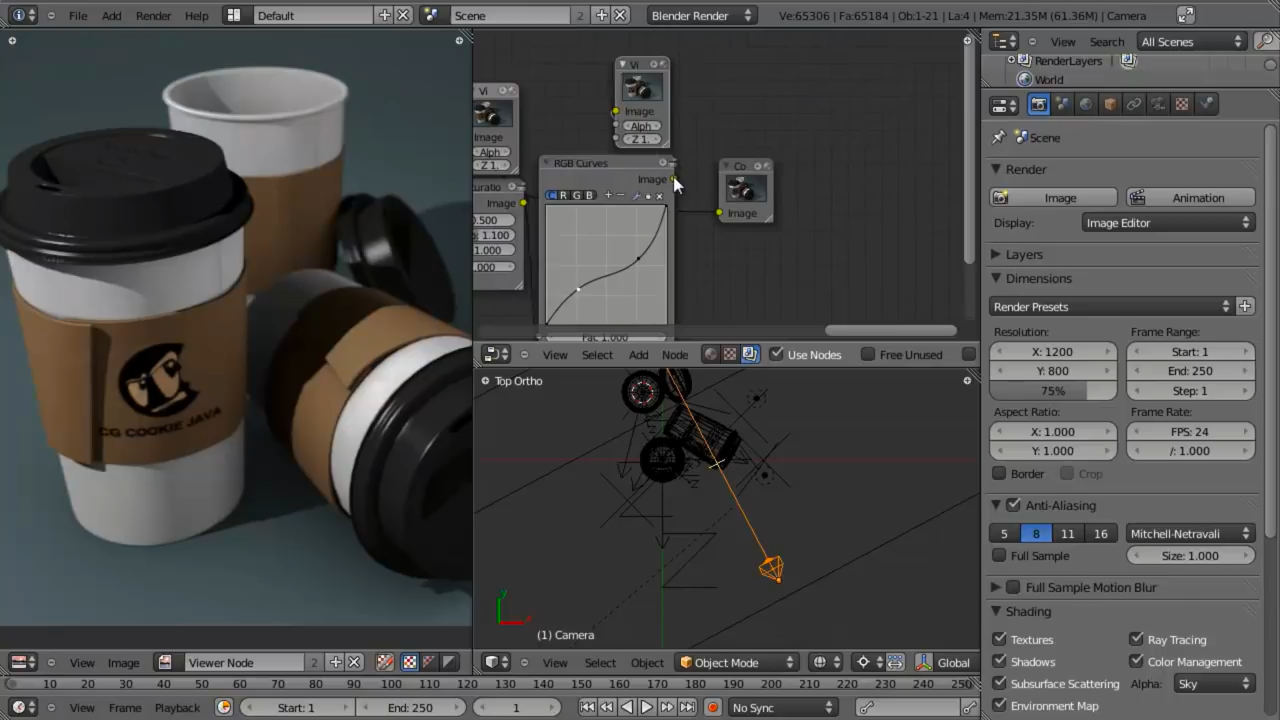 File Add Render Help Default Scene 2 Blender Render Ve:65306 | Fa:65184 | Ob:1-21 | La:4 | Mem:21.35M (61.36M) | Camera
CG COOKIE JAVA
View Image Viewer Node 2
Vi
Image
Alph
Z 1.
Vi
Image
Alph
Z 1.
Image
0.500
1.100
1.000
RGB Curves
Image
C R G B
Fac 1.000
Co
Image
View Select Add Node Use Nodes Free Unused
Top Ortho
(1) Camera
View Select Object Object Mode Global
View Search All Scenes
RenderLayers
World
Scene
Render
Image Animation
Display: Image Editor
Layers
Dimensions
Render Presets
Resolution: Frame Range:
X: 1200 Start: 1
Y: 800 End: 250
75% Step: 1
Aspect Ratio: Frame Rate:
X: 1.000 FPS: 24
Y: 1.000 /: 1.000
Border Crop
Anti-Aliasing
5 8 11 16 Mitchell-Netravali
Full Sample Size: 1.000
Full Sample Motion Blur
Shading
Textures Ray Tracing
Shadows Color Management
Subsurface Scattering Alpha: Sky
Environment Map
10 20 30 40 50 60 70 80 90 100 110 120 130 140 150 160 170 180 190 200 210 220 230 240 250
View Frame Playback Start: 1 End: 250 1 No Sync